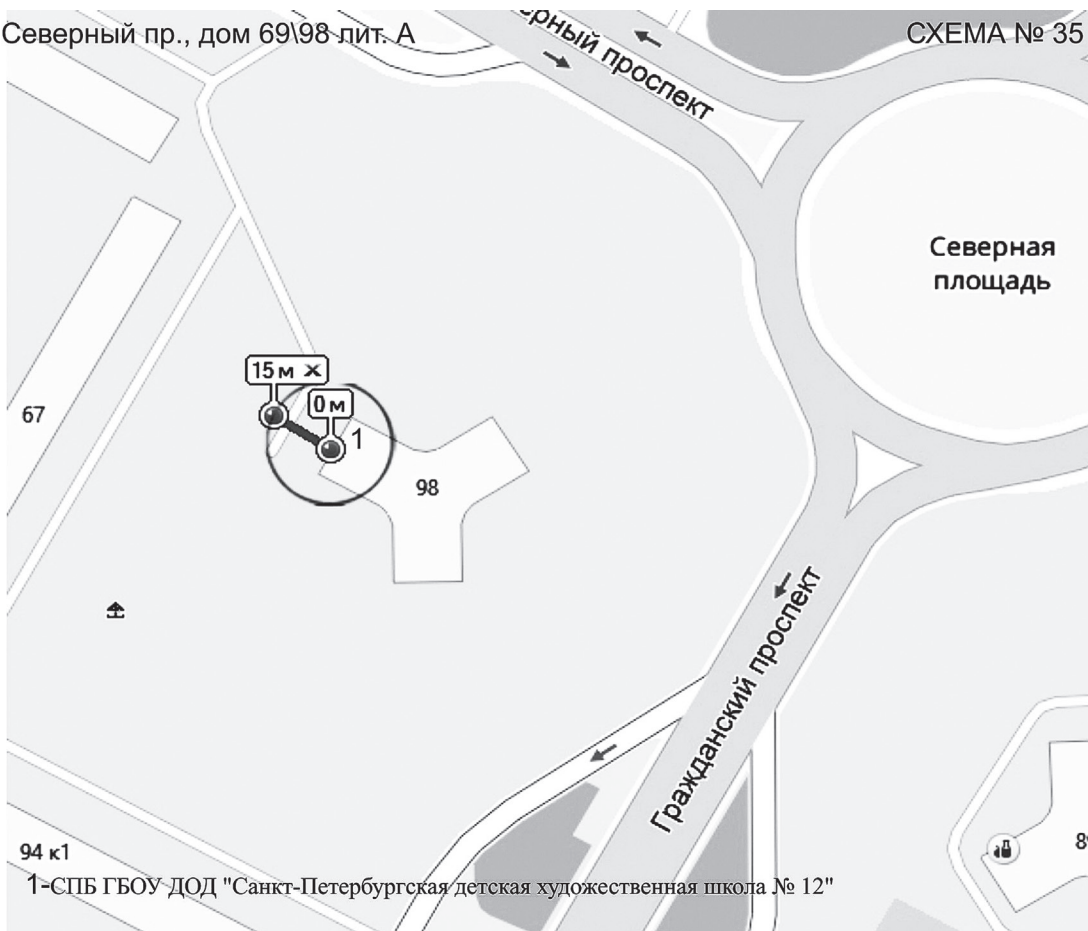 Северный пр., дом 69\98 лит. А
СХЕМА № 35
ерный проспект
Северная
площадь
15 м ×
0 м
1
67
98
Гражданский проспект
94 к1
1-СПБ ГБОУ ДОД "Санкт-Петербургская детская художественная школа № 12"